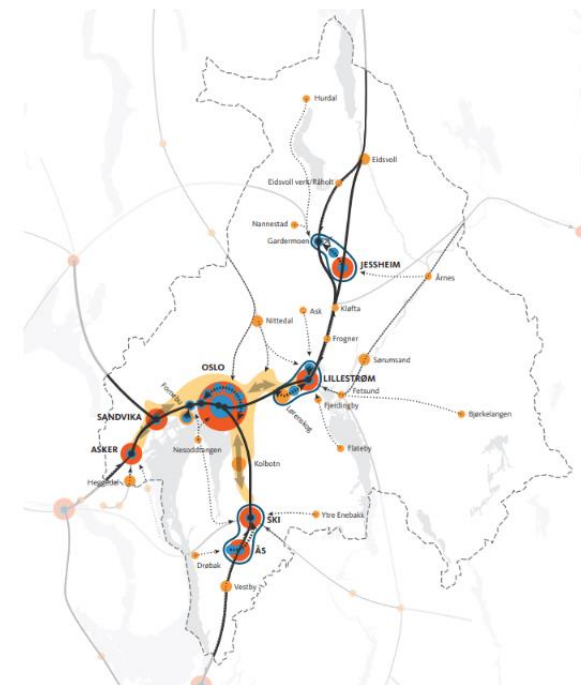 Hurdal
Eidsvoll
Eidsvoll verk/Råholt
Nannestad
Gardermoen
JESSHEIM
Årnes
Ask
Kløfta
Nittedal
Frogner
Sørumsand
OSLO
LILLESTRØM
Fornebu
Fetsund
SANDVIKA
Lørenskog
Fjerdingby
Bjørkelangen
ASKER
Nesoddtangen
Flateby
Kolbotn
Heggedal
SKI
Ytre Enebakk
ÅS
Drøbak
Vestby